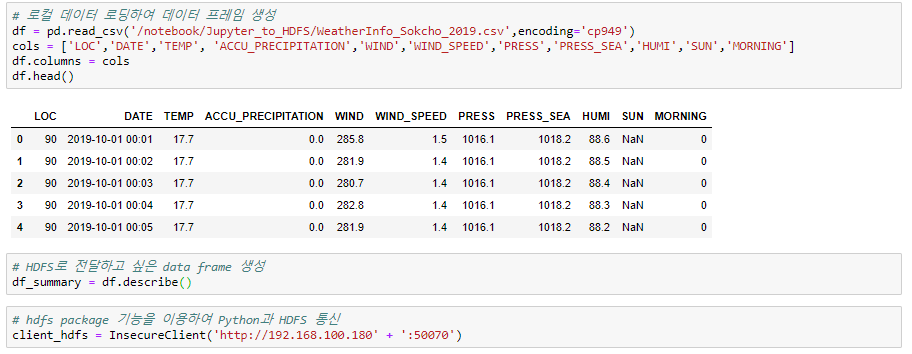 # 로컬 데이터 로딩하여 데이터 프레임 생성
df = pd.read_csv('/notebook/Jupyter_to_HDFS/WeatherInfo_Sokcho_2019.csv',encoding='cp949')
cols = ['LOC','DATE','TEMP', 'ACCU_PRECIPITATION','WIND','WIND_SPEED','PRESS','PRESS_SEA','HUMI','SUN','MORNING']
df.columns = cols
df.head()
LOC DATE TEMP ACCU_PRECIPITATION WIND WIND_SPEED PRESS PRESS_SEA HUMI SUN MORNING
0 90 2019-10-01 00:01 17.7 0.0 285.8 1.5 1016.1 1018.2 88.6 NaN 0
1 90 2019-10-01 00:02 17.7 0.0 281.9 1.4 1016.1 1018.2 88.5 NaN 0
2 90 2019-10-01 00:03 17.7 0.0 280.7 1.4 1016.1 1018.2 88.4 NaN 0
3 90 2019-10-01 00:04 17.7 0.0 282.8 1.4 1016.1 1018.2 88.3 NaN 0
4 90 2019-10-01 00:05 17.7 0.0 281.9 1.4 1016.1 1018.2 88.2 NaN 0
# HDFS로 전달하고 싶은 data frame 생성
df_summary = df.describe()
# hdfs package 기능을 이용하여 Python과 HDFS 통신
client_hdfs = InsecureClient('http://192.168.100.180' + ':50070')